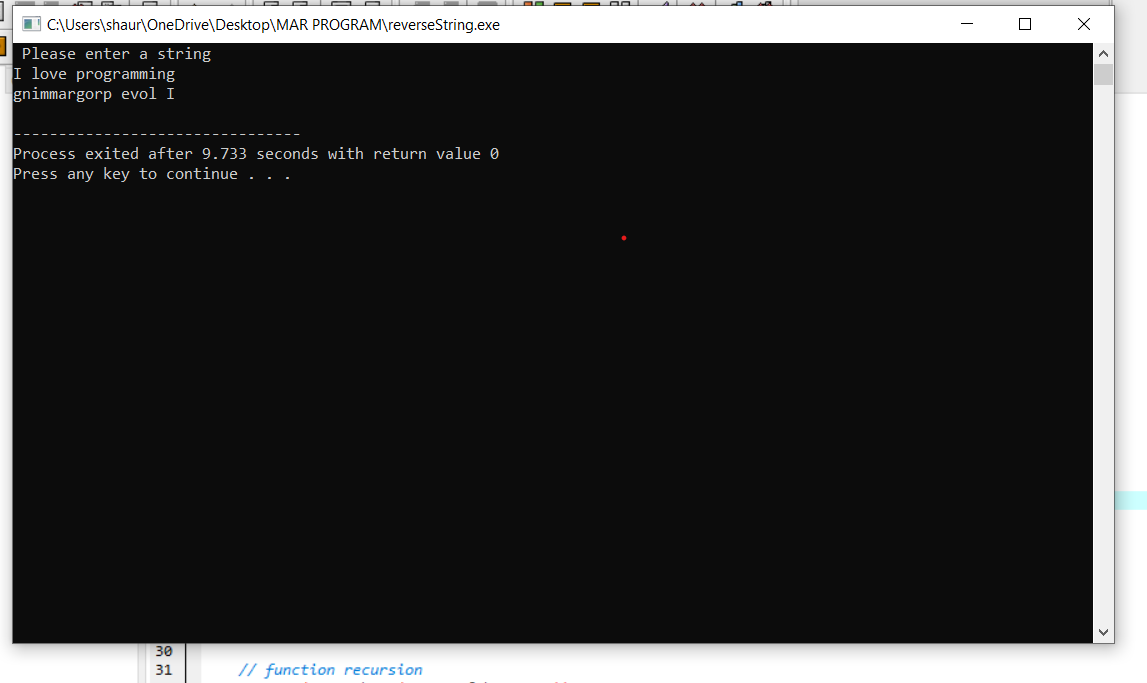 C:\Users\shaur\OneDrive\Desktop\MAR PROGRAM\reverseString.exe
Please enter a string
I love programming
gnimmargorp evol I
--------------------------------
Process exited after 9.733 seconds with return value 0
Press any key to continue . . .
30
31 // function recursion